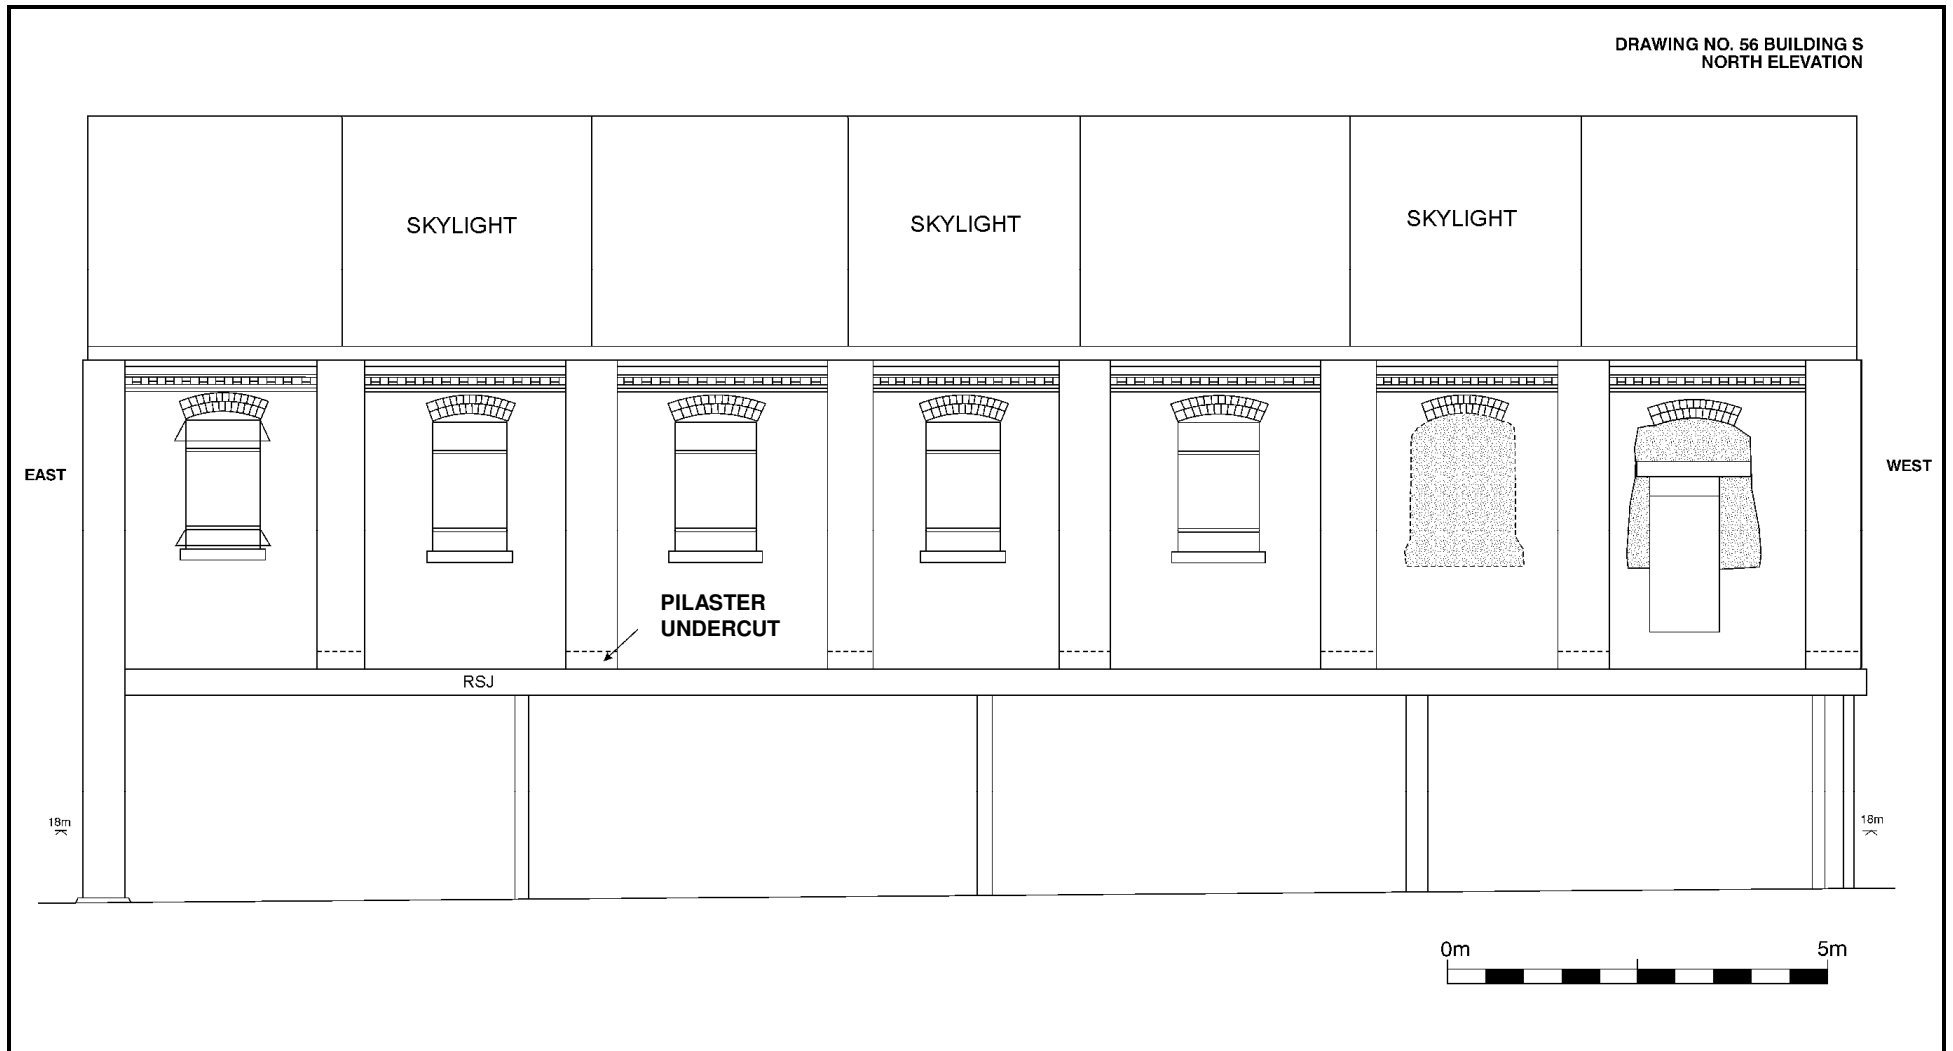 DRAWING NO. 56 BUILDING S
NORTH ELEVATION
SKYLIGHT
SKYLIGHT
SKYLIGHT
EAST
WEST
PILASTER
UNDERCUT
RSJ
18m
18m
0m
5m